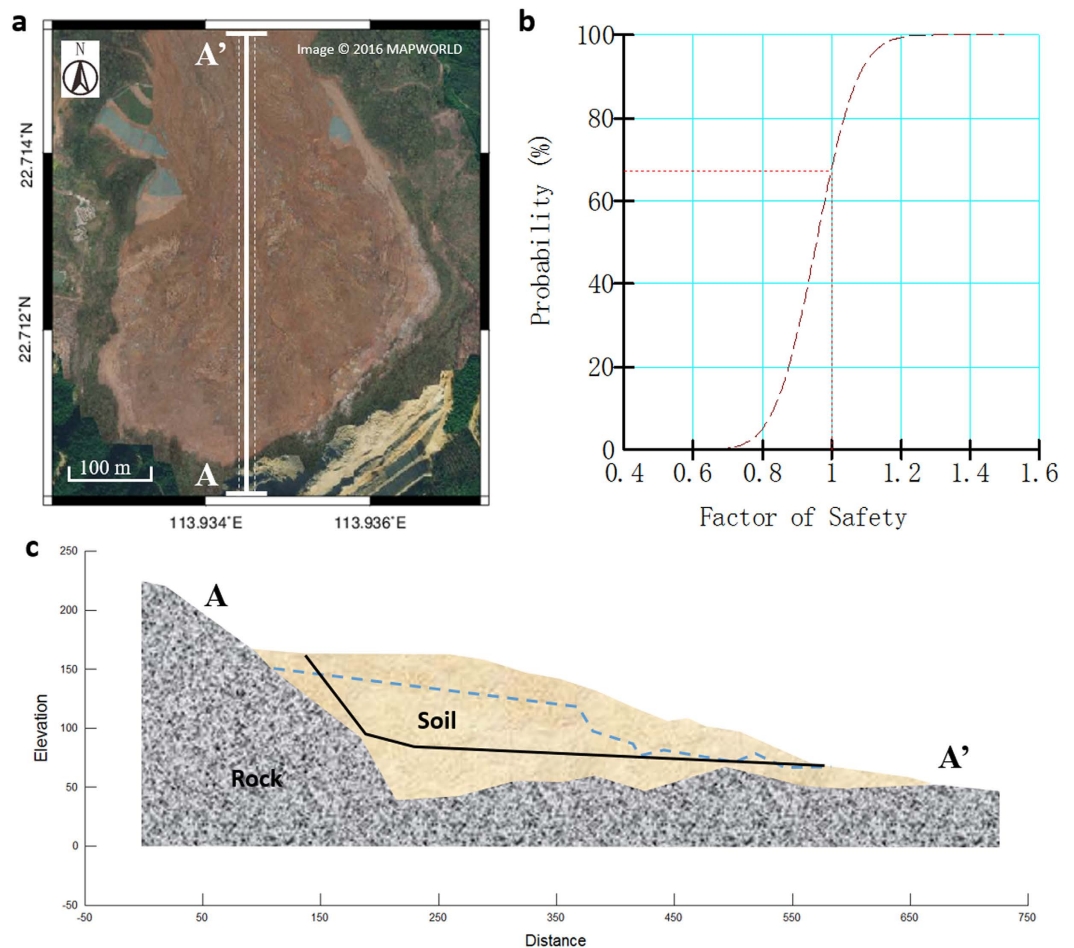 a
N
A’
Image © 2016 MAPWORLD
22.714°N
22.712°N
A
100 m
113.934°E
113.936°E
b
100
80
60
40
20
0
Probability (%)
0.4
0.6
0.8
1
1.2
1.4
1.6
Factor of Safety
c
250
200
150
100
50
0
-50
Elevation
A
Soil
Rock
A’
-50
50
150
250
350
450
550
650
750
Distance